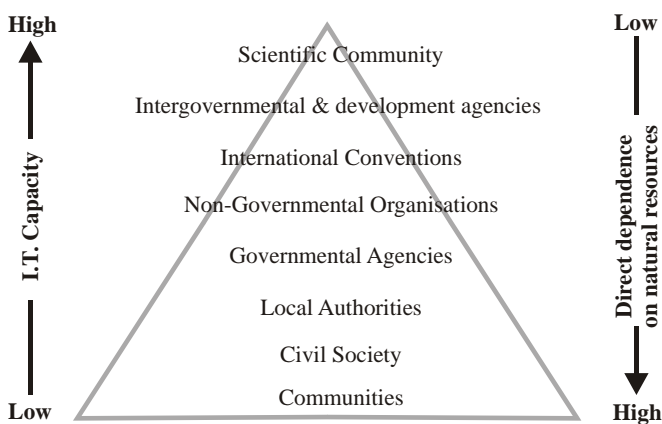 High
Low
Scientific Community
Intergovernmental & development agencies
International Conventions
Non-Governmental Organisations
Governmental Agencies
Local Authorities
Civil Society
Communities
I.T. Capacity
Direct dependence
on natural resources
Low
High